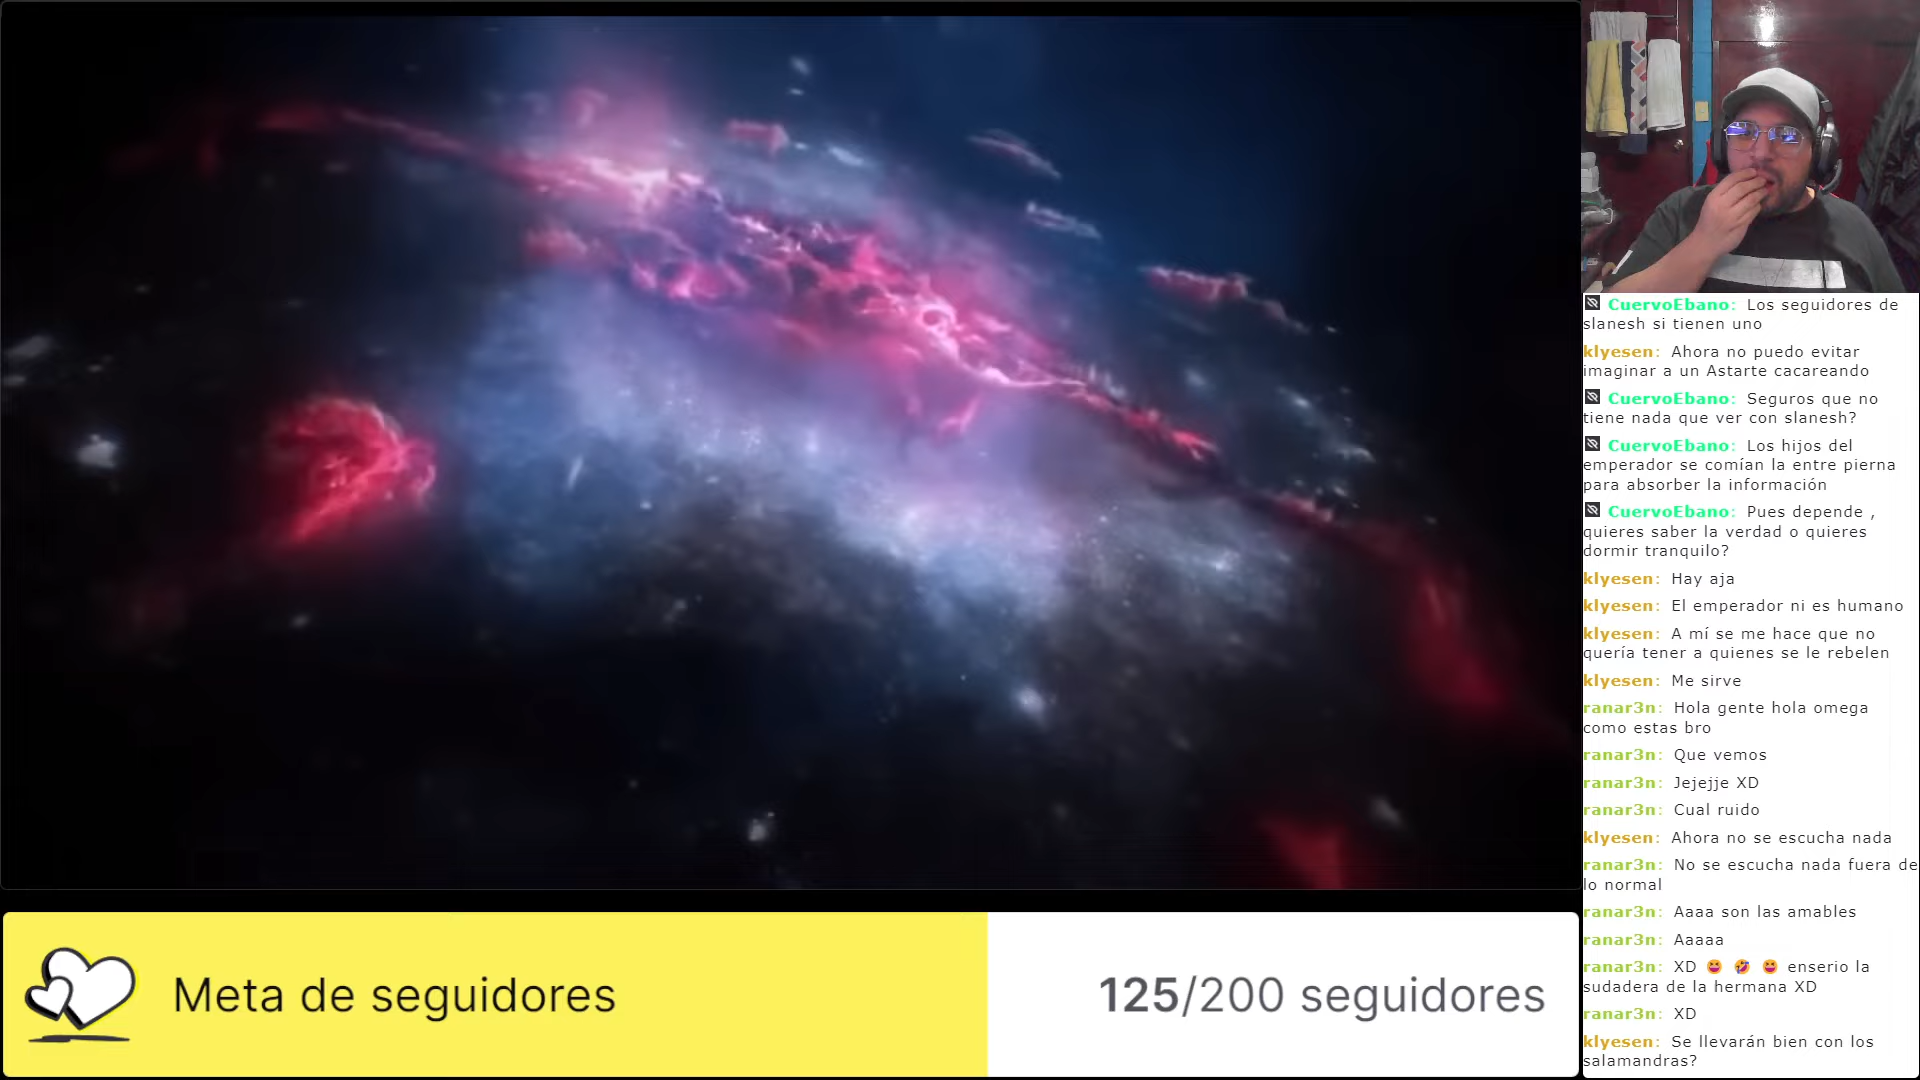 CuervoEbano: Los seguidores de
slanesh si tienen uno
klyesen: Ahora no puedo evitar
imaginar a un Astarte cacareando
CuervoEbano: Seguros que no
tiene nada que ver con slanesh?
CuervoEbano: Los hijos del
emperador se comían la entre pierna
para absorber la información
CuervoEbano: Pues depende ,
quieres saber la verdad o quieres
dormir tranquilo?
klyesen: Hay aja
klyesen: El emperador ni es humano
klyesen: A mí se me hace que no
quería tener a quienes se le rebelen
klyesen: Me sirve
ranar3n: Hola gente hola omega
como estas bro
ranar3n: Que vemos
ranar3n: Jejejje XD
ranar3n: Cual ruido
klyesen: Ahora no se escucha nada
ranar3n: No se escucha nada fuera de
lo normal
ranar3n: Aaaa son las amables
ranar3n: Aaaaa
ranar3n: XD 😆 🤣 😆 enserio la
sudadera de la hermana XD
ranar3n: XD
klyesen: Se llevarán bien con los
salamandras?
Meta de seguidores
125/200 seguidores